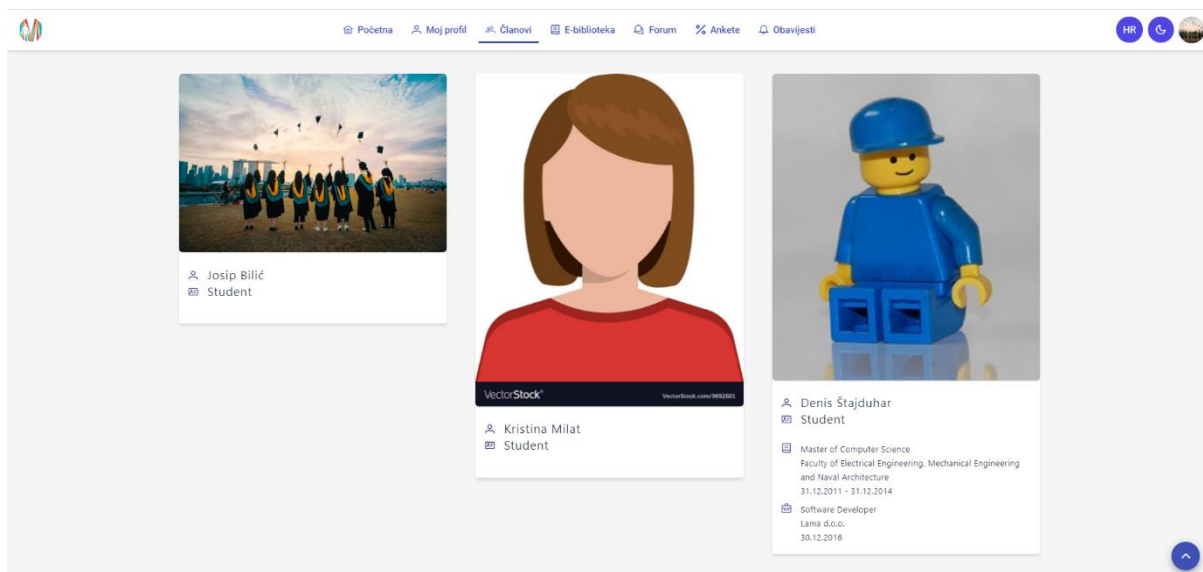 Početna Moj profil Članovi E-biblioteka Forum Ankete Obavijesti HR
Josip Bilić
Student
VectorStock® VectorStock.com/9692601
Kristina Milat
Student
Denis Štajduhar
Student
Master of Computer Science
Faculty of Electrical Engineering, Mechanical Engineering
and Naval Architecture
31.12.2011 - 31.12.2014
Software Developer
Lama d.o.o.
30.12.2016